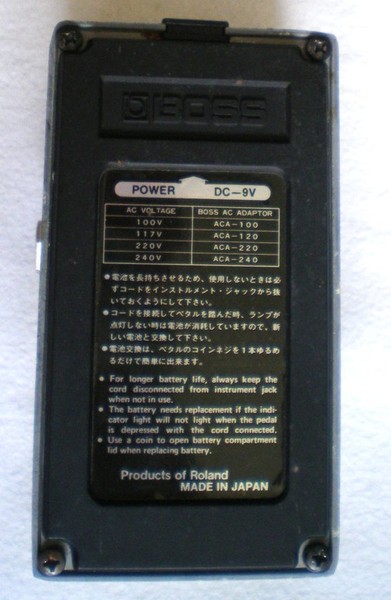 BOSS
POWER DC-9V
AC VOLTAGE BOSS AC ADAPTOR
100V ACA-100
117V ACA-120
220V ACA-220
240V ACA-240
●電池を長持ちさせるため、使用しないときは必
ずコードをインストルメント・ジャックから抜
いておくようにして下さい。
●コードを接続してペダルを踏んだ時、ランプが
点灯しない時は電池が消耗していますので、新
しい電池と交換して下さい。
●電池交換は、ペダルのコインネジを1本ゆるめ
るだけで簡単に出来ます。
● For longer battery life, always keep the
cord disconnected from instrument jack
when not in use.
● The battery needs replacement if the indi-
cator light will not light when the pedal
is depressed with the cord connected.
● Use a coin to open battery compartment
lid when replacing battery.
Products of Roland
MADE IN JAPAN